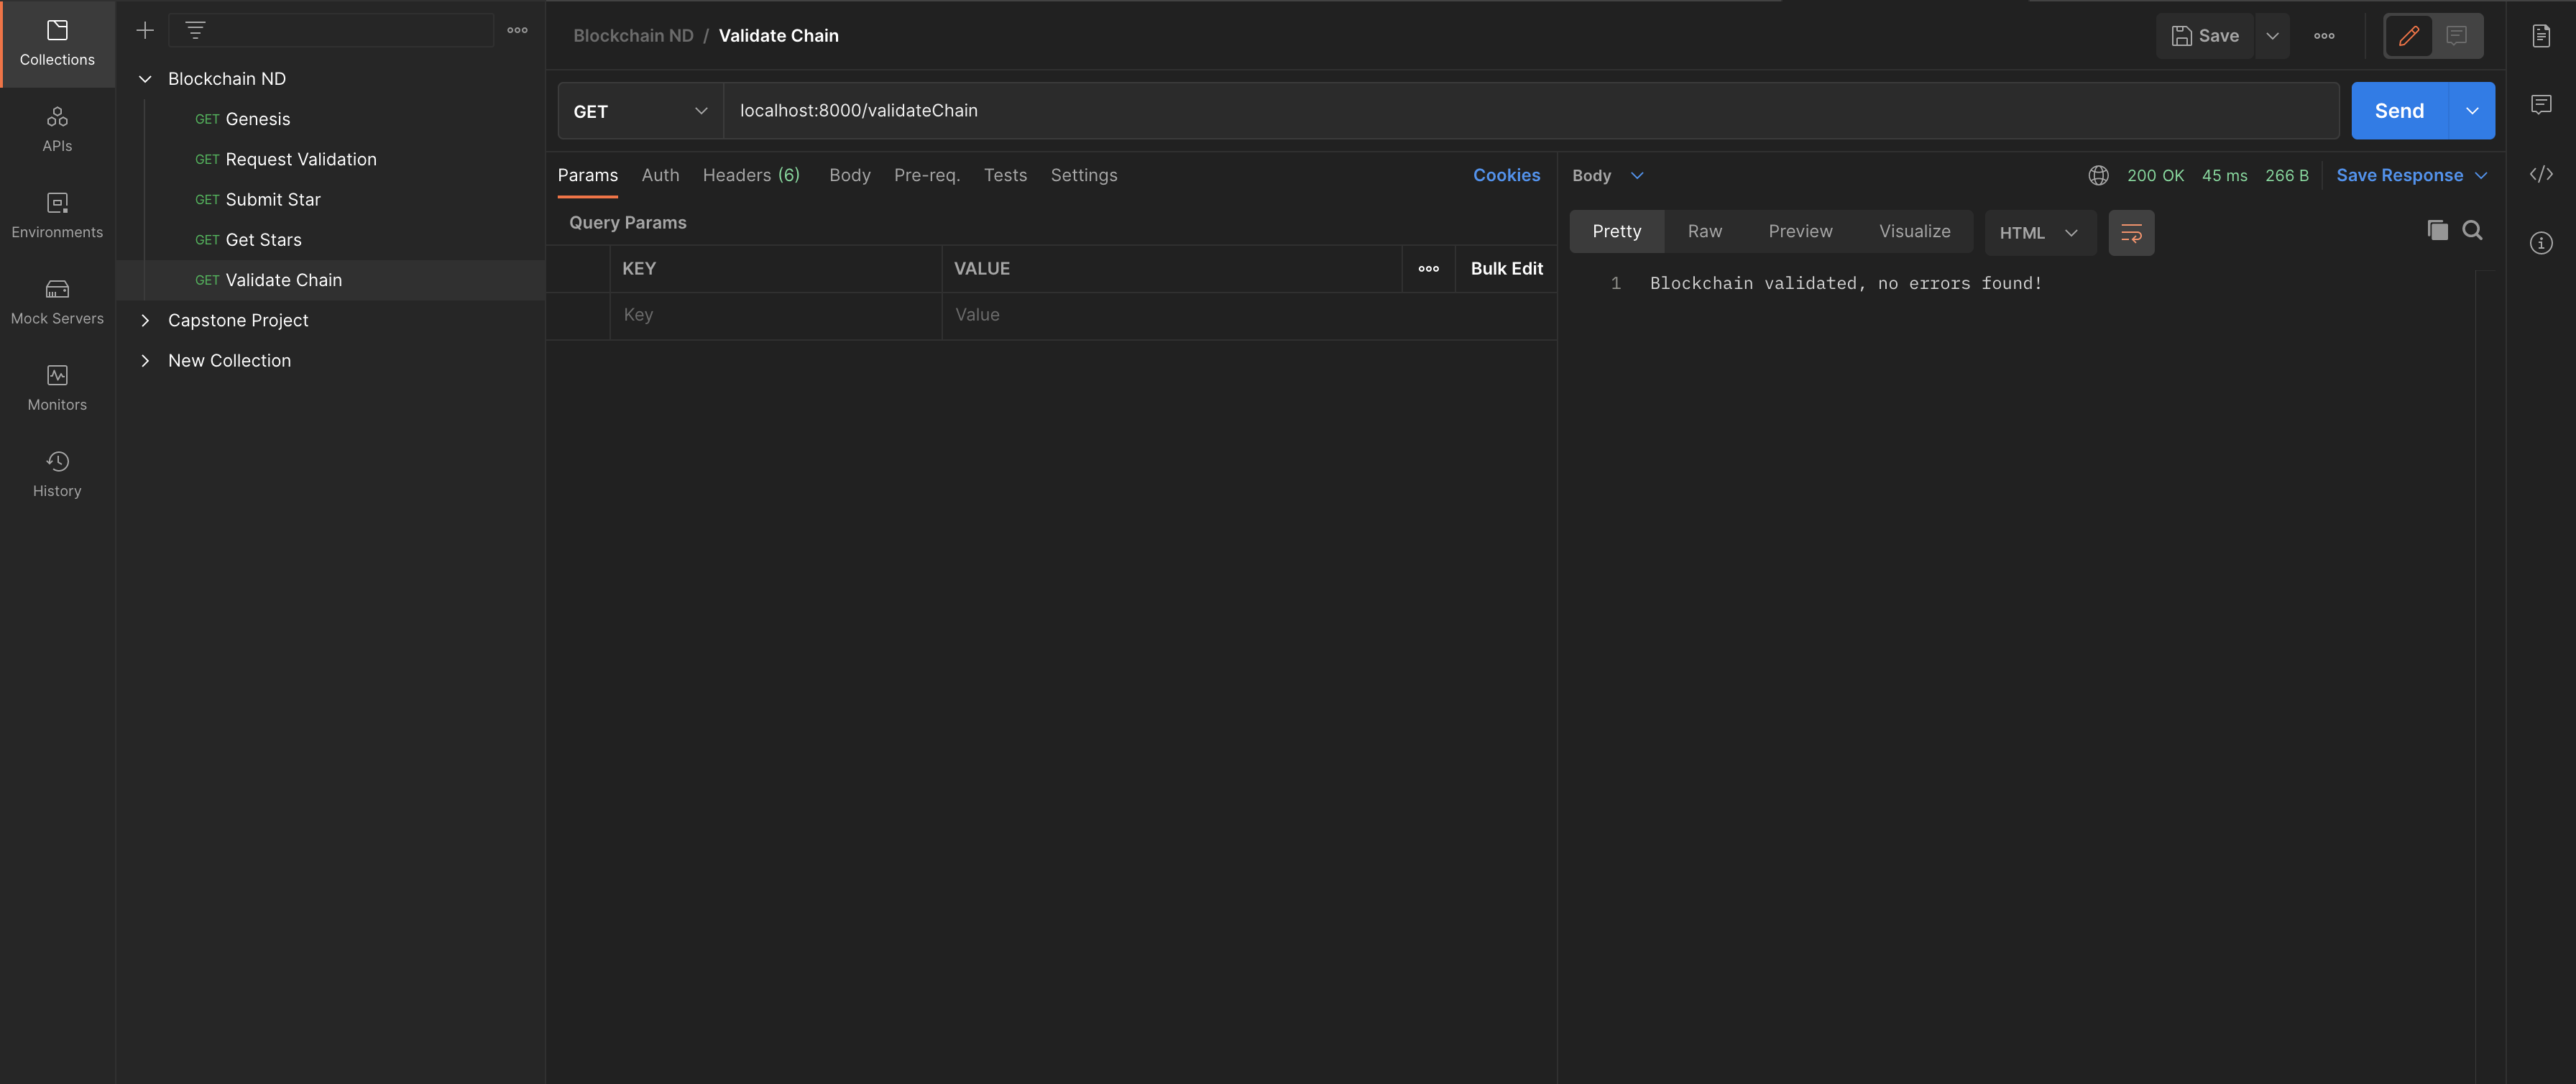 Collections
APIs
Environments
Mock Servers
Monitors
History
Blockchain ND
GET Genesis
GET Request Validation
GET Submit Star
GET Get Stars
GET Validate Chain
Capstone Project
New Collection
Blockchain ND / Validate Chain
Save
GET localhost:8000/validateChain Send
Params Auth Headers (6) Body Pre-req. Tests Settings Cookies
Query Params
KEY VALUE Bulk Edit
Key Value
Body 200 OK 45 ms 266 B Save Response
Pretty Raw Preview Visualize HTML
1 Blockchain validated, no errors found!